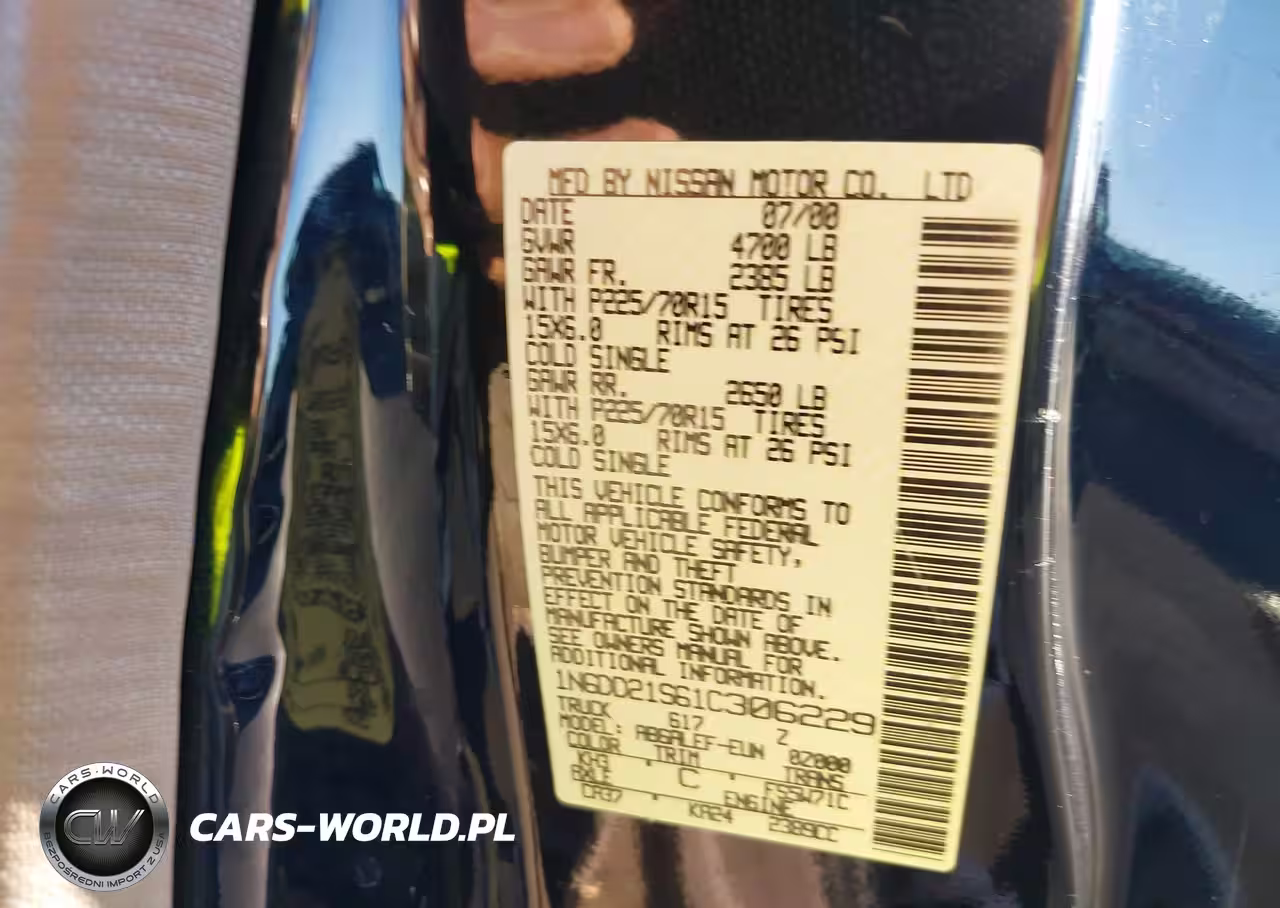 MFD BY NISSAN MOTOR CO. LTD
DATE 07/00
GVWR 4700 LB
GAWR FR. 2385 LB
WITH P225/70R15 TIRES
15X6.0 RIMS AT 26 PSI
COLD SINGLE
GAWR RR. 2650 LB
WITH P225/70R15 TIRES
15X6.0 RIMS AT 26 PSI
COLD SINGLE
THIS VEHICLE CONFORMS TO
ALL APPLICABLE FEDERAL
MOTOR VEHICLE SAFETY,
BUMPER AND THEFT
PREVENTION STANDARDS IN
EFFECT ON THE DATE OF
MANUFACTURE SHOWN ABOVE.
SEE OWNERS MANUAL FOR
ADDITIONAL INFORMATION.
1N6DD21S61C306229
TRUCK 617 Z
MODEL: ABGALEF-EUN 02000
COLOR TRIM TRANS
KH3 C FS5W71C
AXLE ENGINE
CA37 KA24 2389CC
CARS-WORLD
CW
BEZPOŚREDNI IMPORT Z USA
CARS-WORLD.PL